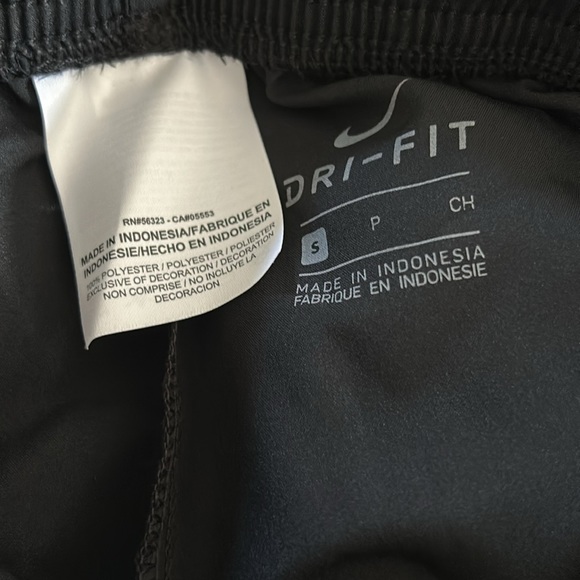 RN#56323 - CA#05553
MADE IN INDONESIA/FABRIQUE EN
INDONESIE/HECHO EN INDONESIA
100% POLYESTER / POLYESTER / POLIÉSTER
EXCLUSIVE OF DECORATION / DECORATION
NON COMPRISE / NO INCLUYE LA
DECORACION
DRI-FIT
S P CH
MADE IN INDONESIA
FABRIQUE EN INDONESIE